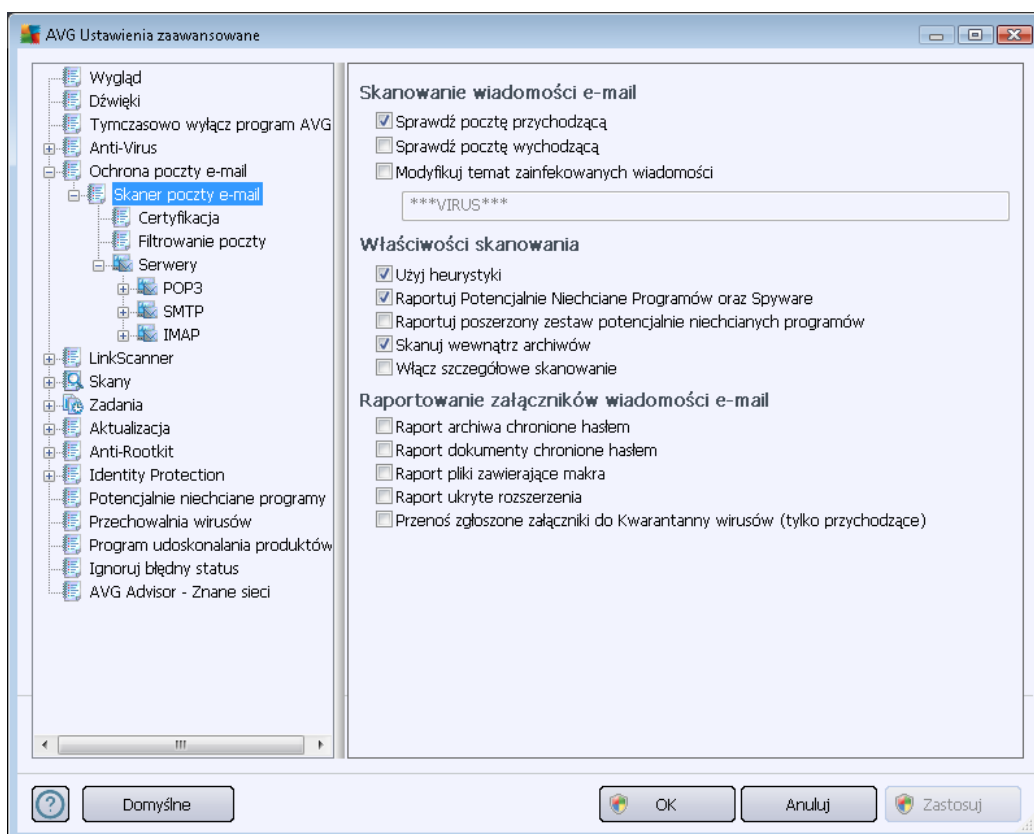 AVG Ustawienia zaawansowane
Wygląd
Dźwięki
Tymczasowo wyłącz program AVG
Anti-Virus
Ochrona poczty e-mail
Skaner poczty e-mail
Certyfikacja
Filtrowanie poczty
Serwery
POP3
SMTP
IMAP
LinkScanner
Skany
Zadania
Aktualizacja
Anti-Rootkit
Identity Protection
Potencjalnie niechciane programy
Przechowalnia wirusów
Program udoskonalania produktów
Ignoruj błędny status
AVG Advisor - Znane sieci
Skanowanie wiadomości e-mail
Sprawdź pocztę przychodzącą
Sprawdź pocztę wychodzącą
Modyfikuj temat zainfekowanych wiadomości
***VIRUS***
Właściwości skanowania
Użyj heurystyki
Raportuj Potencjalnie Niechciane Programów oraz Spyware
Raportuj poszerzony zestaw potencjalnie niechcianych programów
Skanuj wewnątrz archiwów
Włącz szczegółowe skanowanie
Raportowanie załączników wiadomości e-mail
Raport archiwa chronione hasłem
Raport dokumenty chronione hasłem
Raport pliki zawierające makra
Raport ukryte rozszerzenia
Przenoś zgłoszone załączniki do Kwarantanny wirusów (tylko przychodzące)
Domyślne
OK
Anuluj
Zastosuj